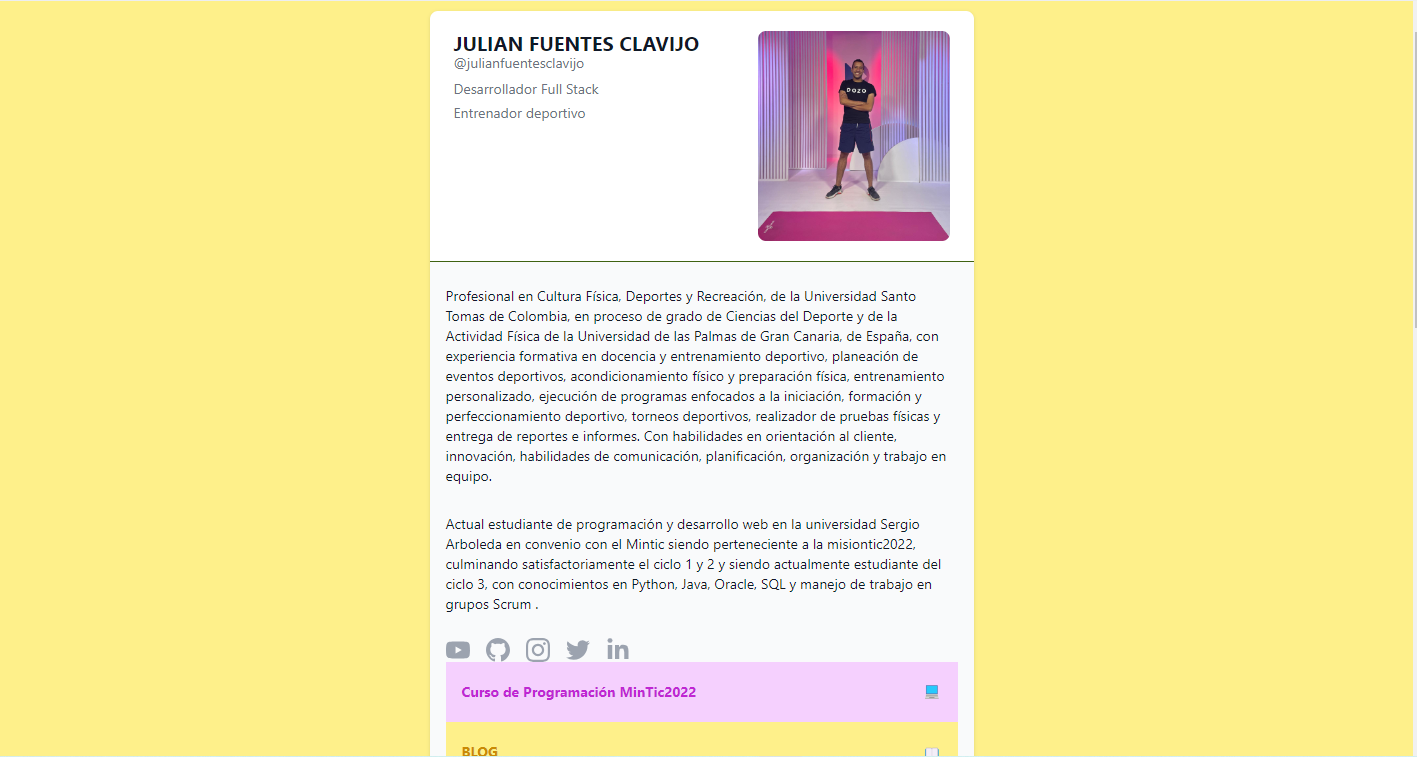 JULIAN FUENTES CLAVIJO
@julianfuentesclavijo
Desarrollador Full Stack
Entrenador deportivo
DOZO
Profesional en Cultura Física, Deportes y Recreación, de la Universidad Santo
Tomas de Colombia, en proceso de grado de Ciencias del Deporte y de la
Actividad Física de la Universidad de las Palmas de Gran Canaria, de España, con
experiencia formativa en docencia y entrenamiento deportivo, planeación de
eventos deportivos, acondicionamiento físico y preparación física, entrenamiento
personalizado, ejecución de programas enfocados a la iniciación, formación y
perfeccionamiento deportivo, torneos deportivos, realizador de pruebas físicas y
entrega de reportes e informes. Con habilidades en orientación al cliente,
innovación, habilidades de comunicación, planificación, organización y trabajo en
equipo.
Actual estudiante de programación y desarrollo web en la universidad Sergio
Arboleda en convenio con el Mintic siendo perteneciente a la misiontic2022,
culminando satisfactoriamente el ciclo 1 y 2 y siendo actualmente estudiante del
ciclo 3, con conocimientos en Python, Java, Oracle, SQL y manejo de trabajo en
grupos Scrum .
in
Curso de Programación MinTic2022
BLOG